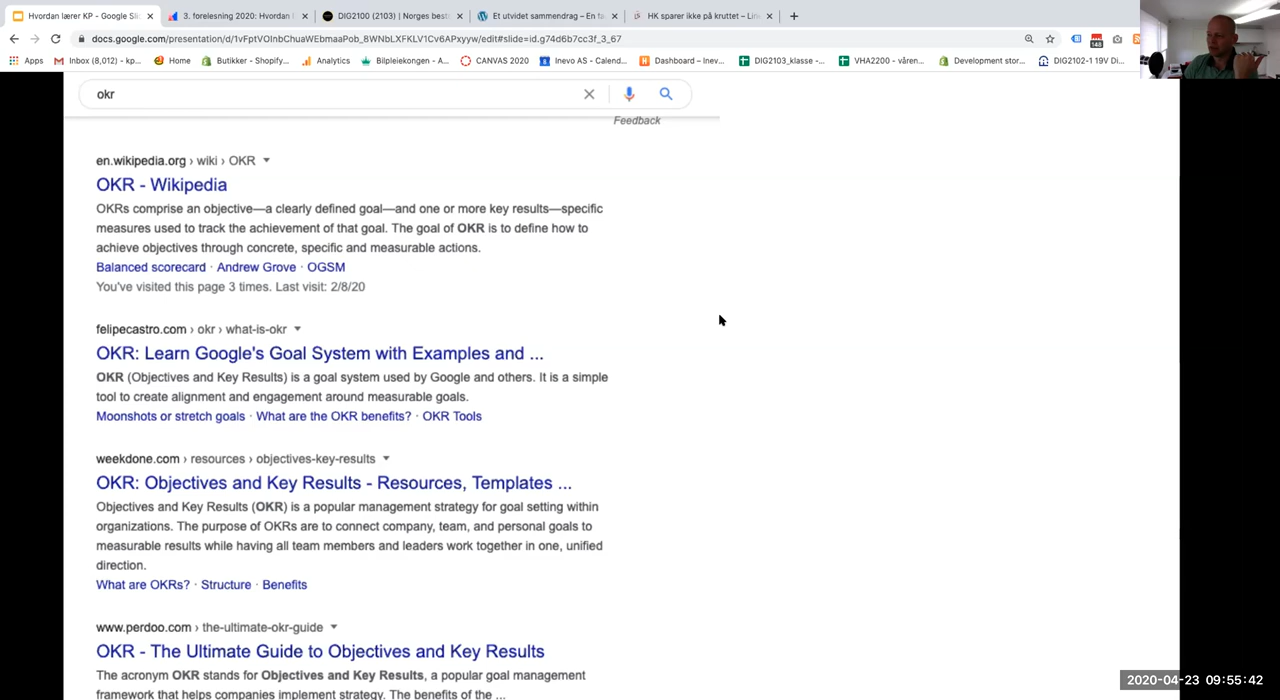 Hvordan lærer KP - Google Sli
3. forelesning 2020: Hvordan
DIG2100 (2103) | Norges best
Et utvidet sammendrag – En ta
HK sparer ikke på kruttet – Lin
docs.google.com/presentation/d/1vFptVOInbChuaWEbmaaPob_8WNbLXFKLV1Cv6APxyyw/edit#slide=id.g74d6b7cc3f_3_67
148
Apps
Inbox (8,012) - kp...
Home
Butikker - Shopify...
Analytics
Bilpleiekongen - A...
CANVAS 2020
Inevo AS - Calend...
Dashboard – Inev...
DIG2103_klasse -...
VHA2200 - våren...
Development stor...
DIG2102-1 19V Di...
okr
Feedback
en.wikipedia.org › wiki › OKR
OKR - Wikipedia
OKRs comprise an objective—a clearly defined goal—and one or more key results—specific
measures used to track the achievement of that goal. The goal of OKR is to define how to
achieve objectives through concrete, specific and measurable actions.
Balanced scorecard · Andrew Grove · OGSM
You've visited this page 3 times. Last visit: 2/8/20
felipecastro.com › okr › what-is-okr
OKR: Learn Google's Goal System with Examples and ...
OKR (Objectives and Key Results) is a goal system used by Google and others. It is a simple
tool to create alignment and engagement around measurable goals.
Moonshots or stretch goals · What are the OKR benefits? · OKR Tools
weekdone.com › resources › objectives-key-results
OKR: Objectives and Key Results - Resources, Templates ...
Objectives and Key Results (OKR) is a popular management strategy for goal setting within
organizations. The purpose of OKRs are to connect company, team, and personal goals to
measurable results while having all team members and leaders work together in one, unified
direction.
What are OKRs? · Structure · Benefits
www.perdoo.com › the-ultimate-okr-guide
OKR - The Ultimate Guide to Objectives and Key Results
The acronym OKR stands for Objectives and Key Results, a popular goal management
framework that helps companies implement strategy. The benefits of the ...
2020-04-23 09:55:42